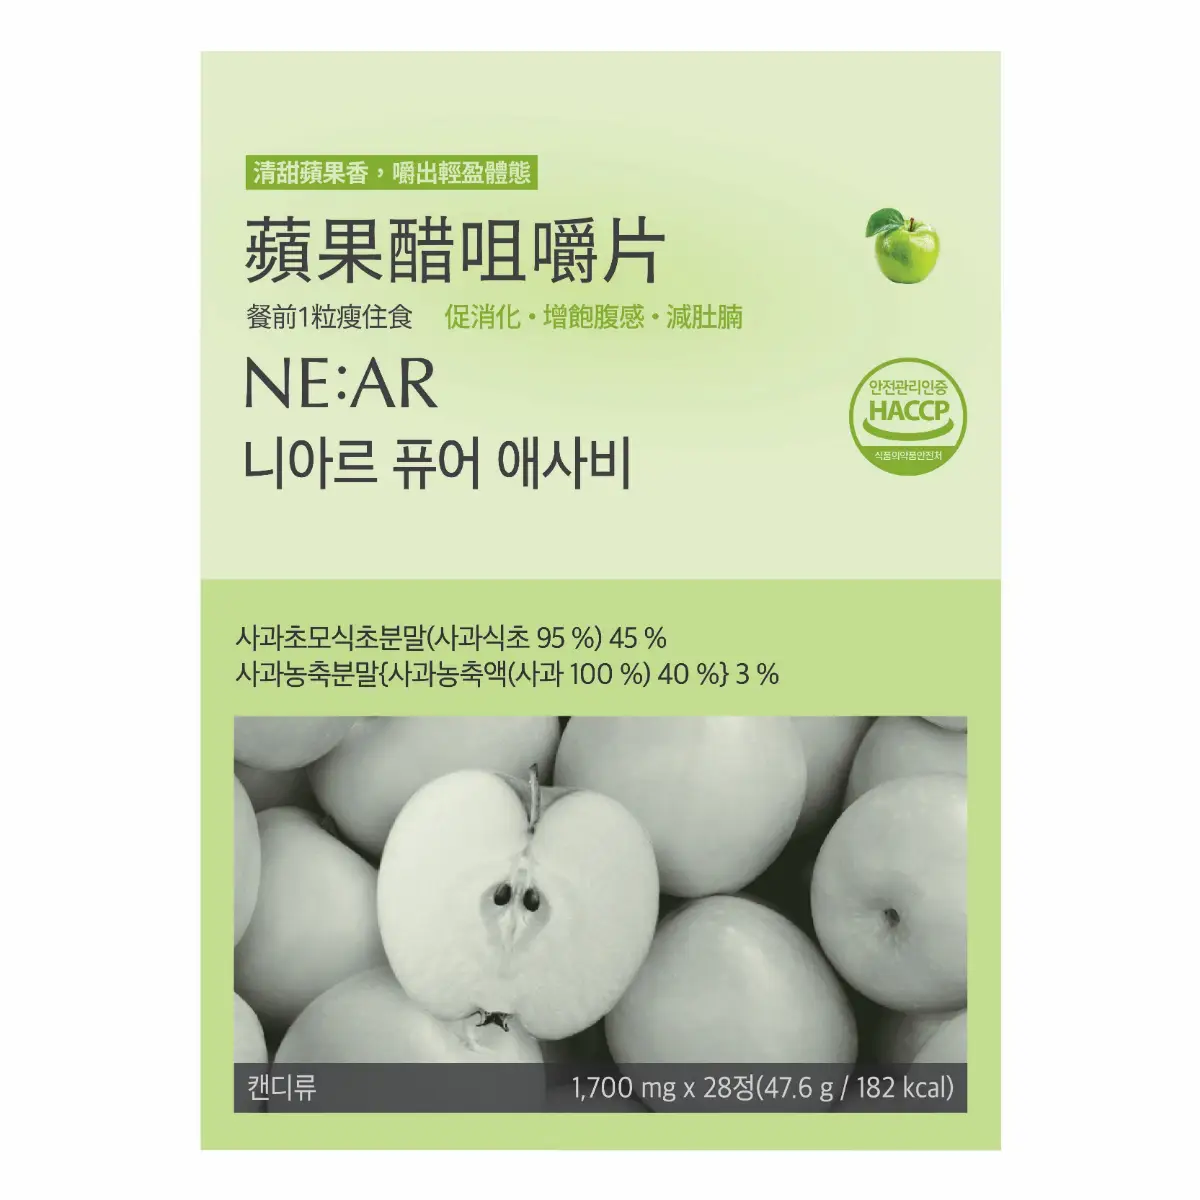 清甜蘋果香，嚼出輕盈體態
蘋果醋咀嚼片
餐前1粒瘦住食 促消化•增飽腹感•減肚腩
NE:AR
니아르 퓨어 애사비
안전관리인증
HACCP
식품의약품안전처
사과초모식초분말(사과식초 95 %) 45 %
사과농축분말{사과농축액(사과 100 %) 40 %} 3 %
캔디류 1,700 mg x 28정(47.6 g / 182 kcal)